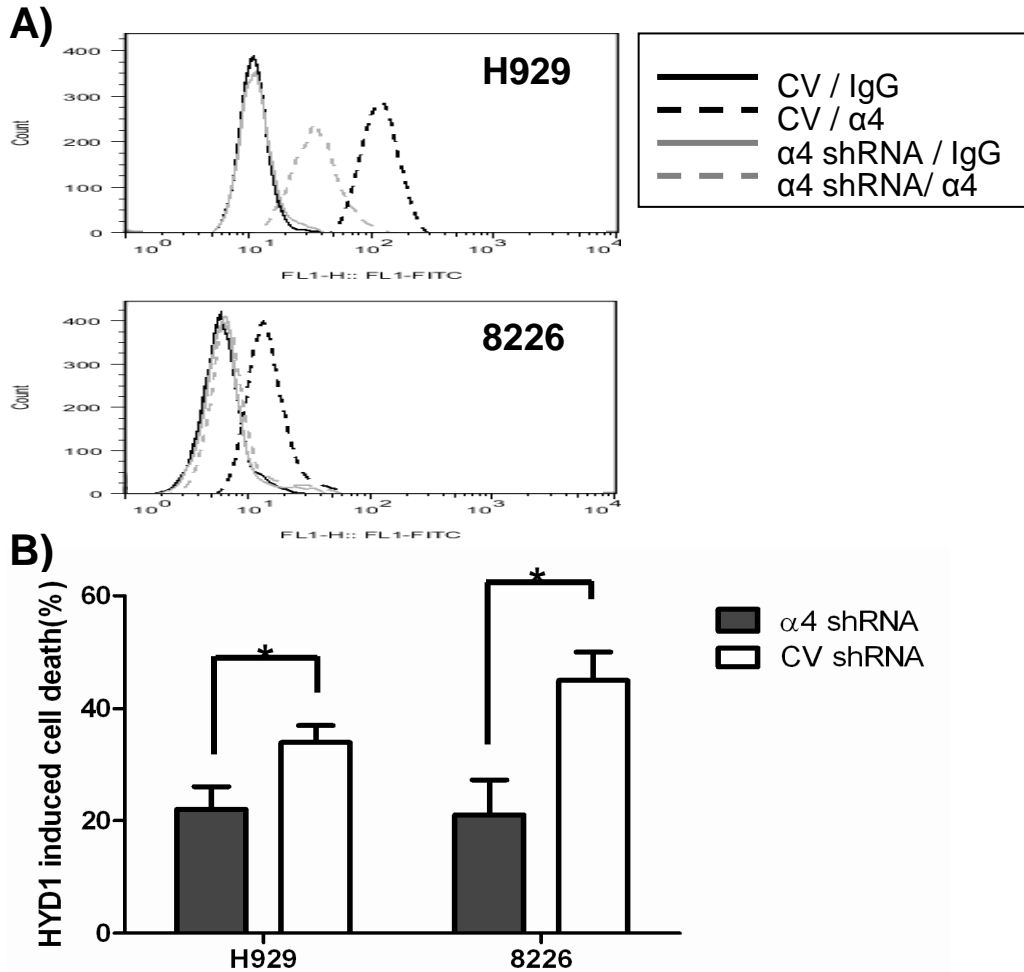 A)
400
300
200
100
0
Count
H929
10^0 10^1 10^2 10^3 10^4
FL1-H:: FL1-FITC
CV / IgG
CV / α4
α4 shRNA / IgG
α4 shRNA/ α4
400
300
200
100
0
Count
8226
10^0 10^1 10^2 10^3 10^4
FL1-H:: FL1-FITC
B)
HYD1 induced cell death(%)
60
40
20
0
*
*
α4 shRNA
CV shRNA
H929 8226